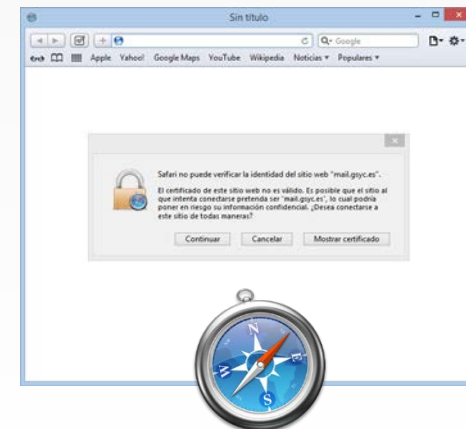 Sin título
Google
Apple Yahoo! Google Maps YouTube Wikipedia Noticias Populares
Safari no puede verificar la identidad del sitio web "mail.gsyc.es".
El certificado de este sitio web no es válido. Es posible que el sitio al
que intenta conectarse pretenda ser "mail.gsyc.es", lo cual podría
poner en riesgo su información confidencial. ¿Desea conectarse a
este sitio de todas maneras?
Continuar Cancelar Mostrar certificado
N
E
W
S